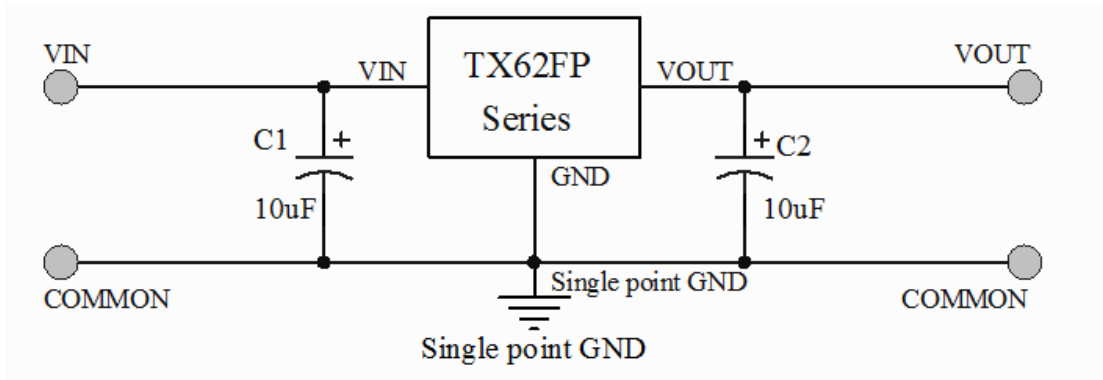 VIN
VIN
TX62FP
Series
VOUT
VOUT
C1
+
+
C2
GND
10uF
10uF
Single point GND
COMMON
COMMON
Single point GND